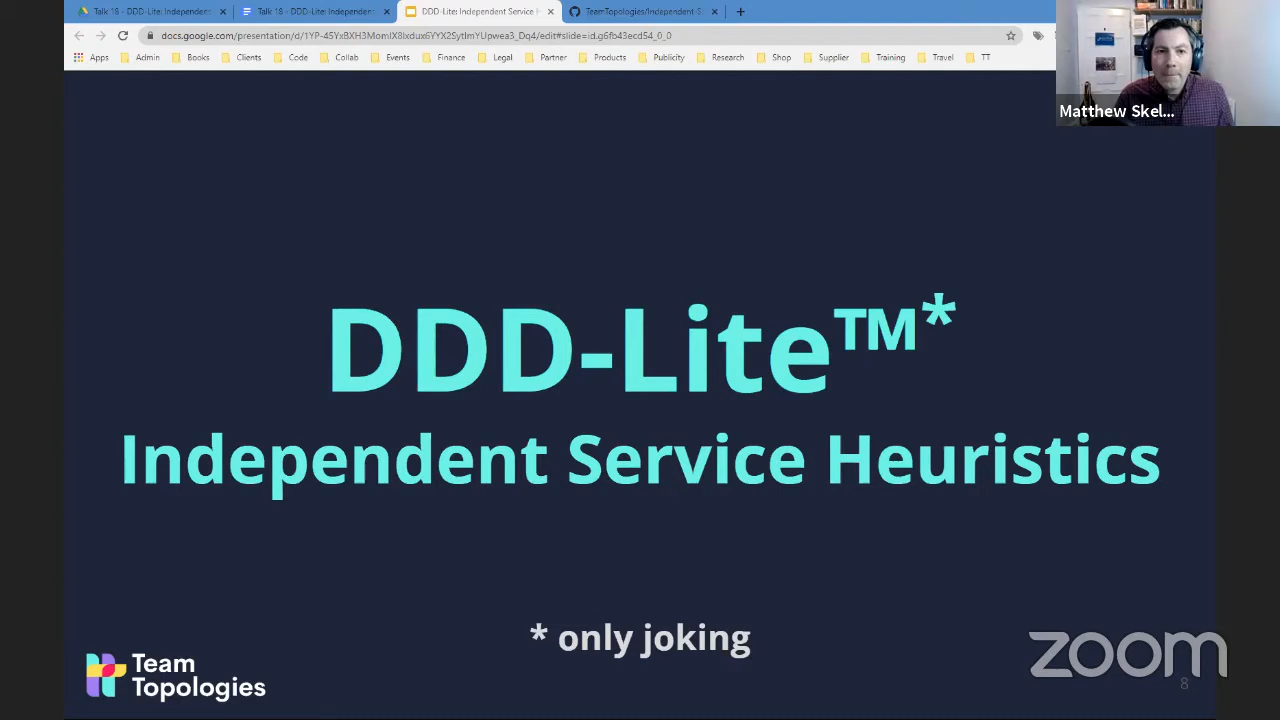 Talk 18 - DDD-Lite: Independent
Talk 18 - DDD-Lite: Independent
DDD-Lite: Independent Service H
TeamTopologies/Independent-S
Apps Admin Books Clients Code Collab Events Finance Legal Partner Products Publicity Research Shop Supplier Training Travel TT
Matthew Skel...
DDD-Lite™*
Independent Service Heuristics
* only joking
Team
Topologies
zoom
8